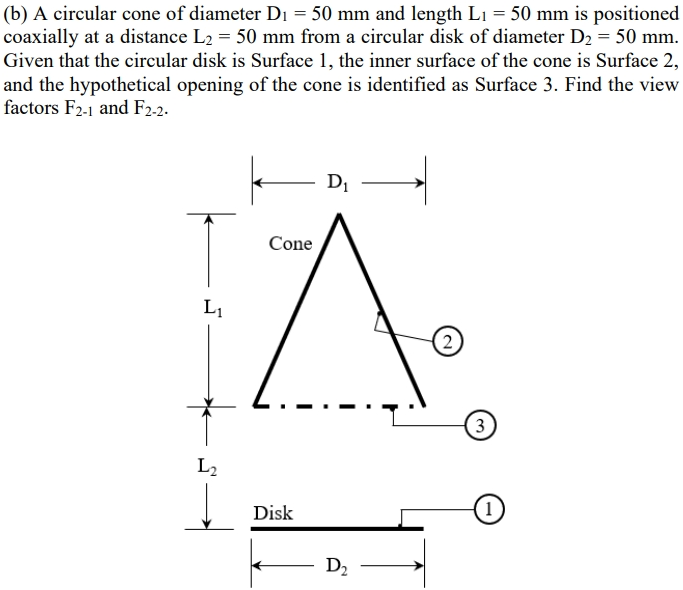 (b) A circular cone of diameter D₁ = 50 mm and length L₁ = 50 mm is positioned
coaxially at a distance L₂ = 50 mm from a circular disk of diameter D₂ = 50 mm.
Given that the circular disk is Surface 1, the inner surface of the cone is Surface 2,
and the hypothetical opening of the cone is identified as Surface 3. Find the view
factors F₂₋₁ and F₂₋₂.
D₁
Cone
L₁
2
3
L₂
Disk
1
D₂